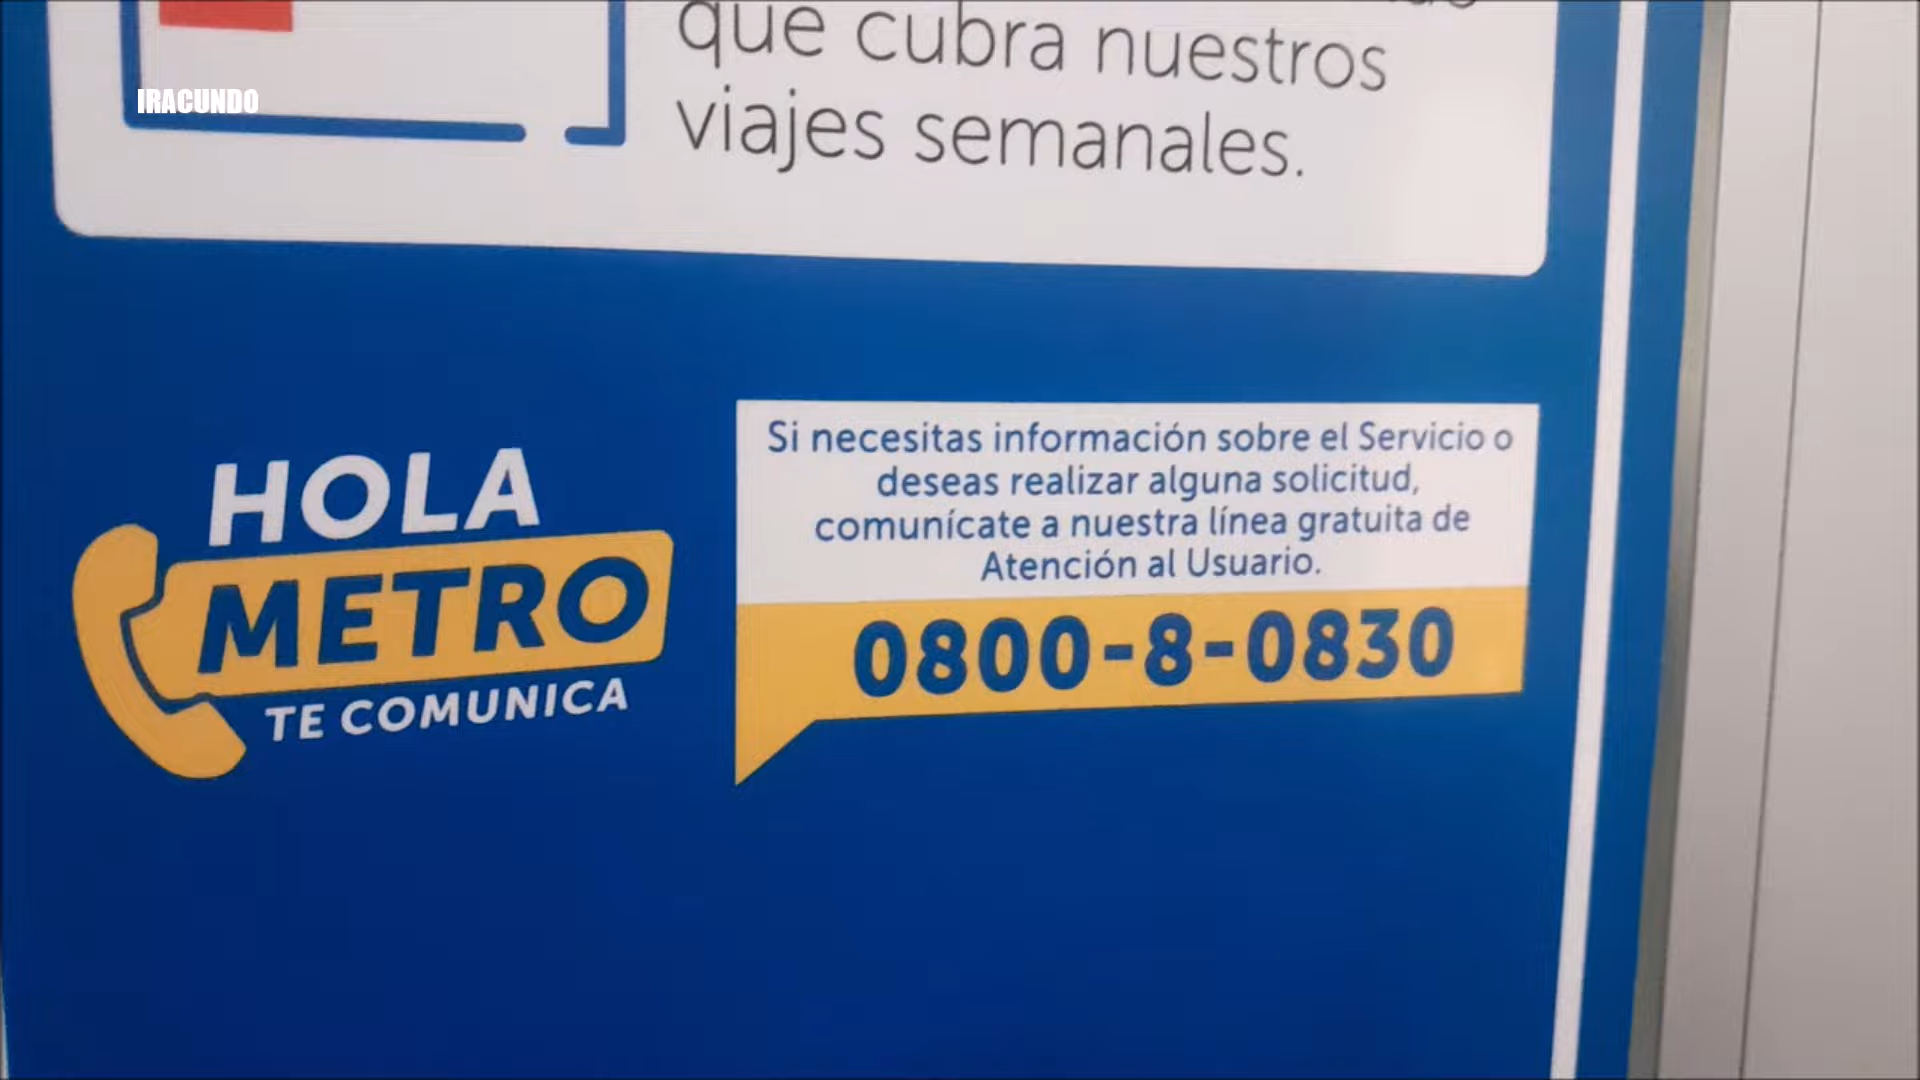 que cubra nuestros
viajes semanales.
IRACUNDO
HOLA
METRO
TE COMUNICA
Si necesitas información sobre el Servicio o
deseas realizar alguna solicitud,
comunícate a nuestra línea gratuita de
Atención al Usuario.
0800-8-0830